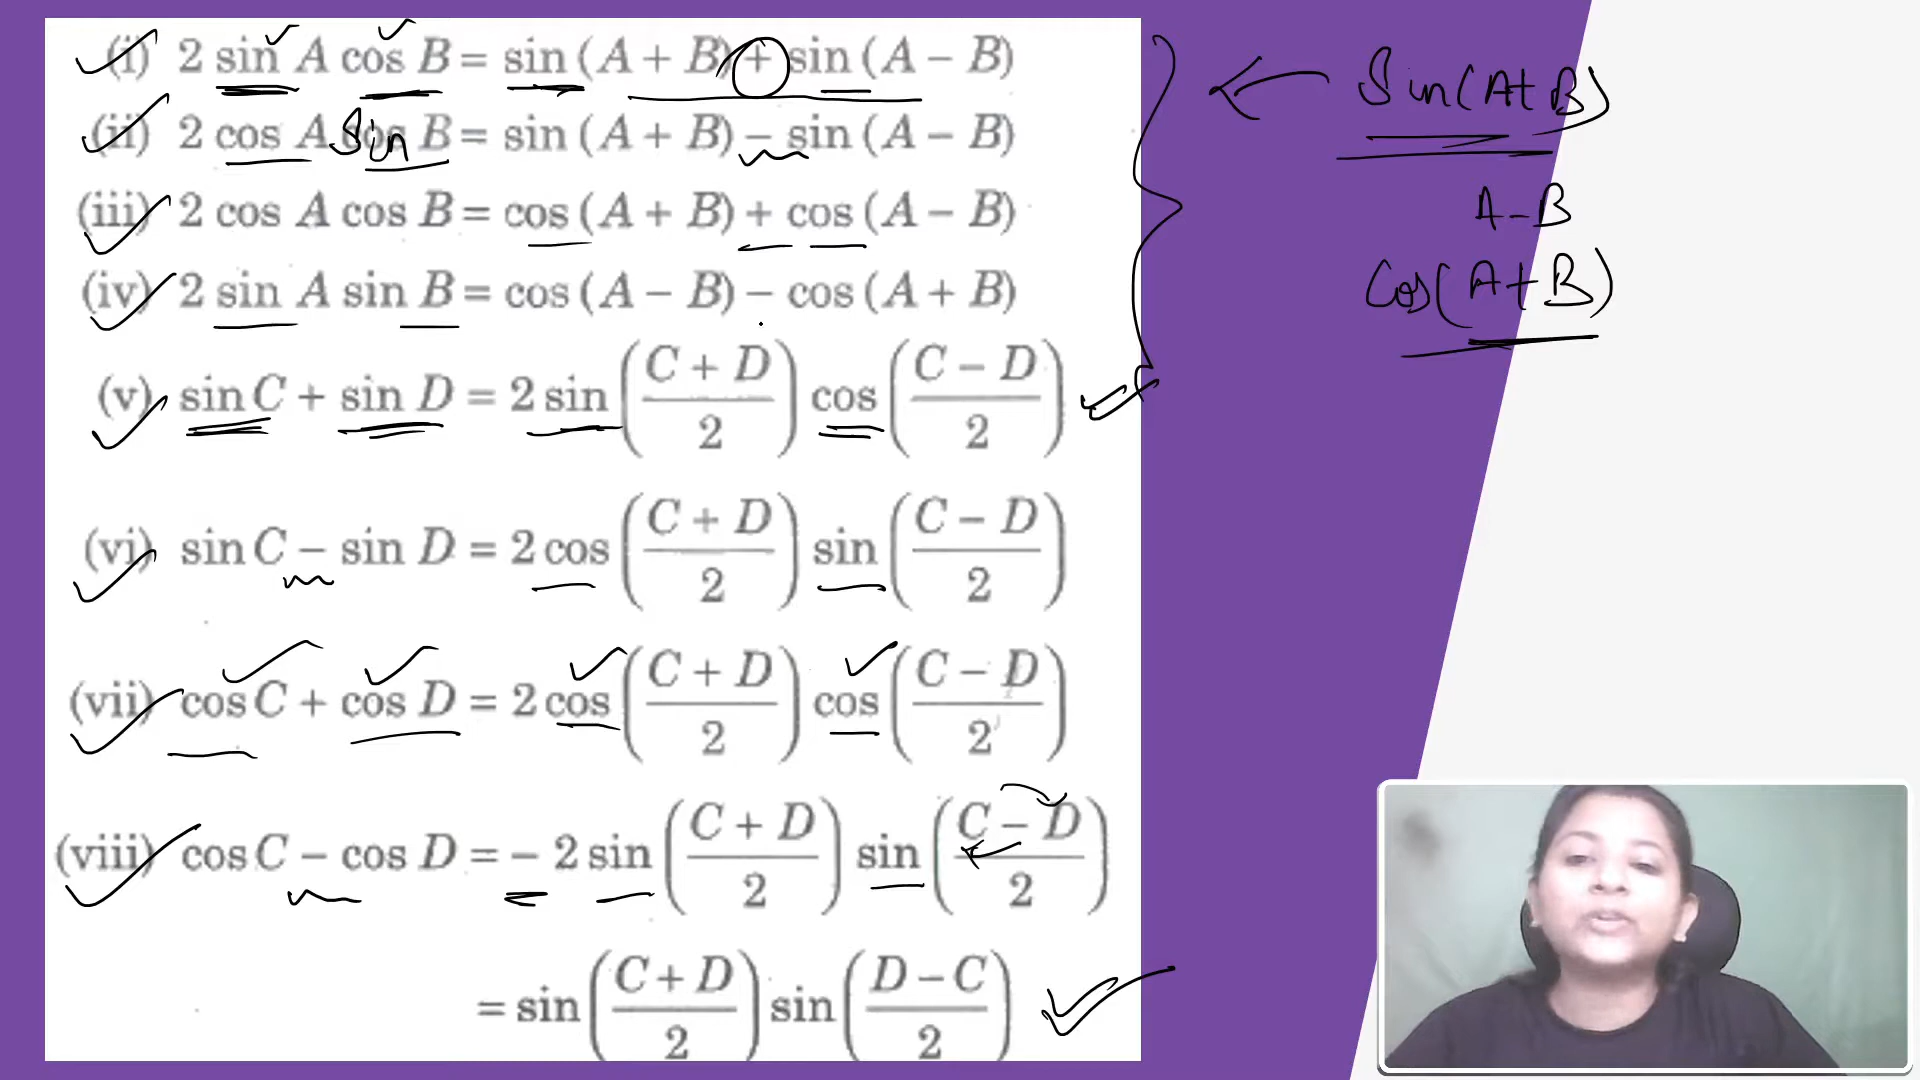 (i) 2 sin A cos B = sin (A + B) + sin (A − B)
(ii) 2 cos A Sin B = sin (A + B) − sin (A − B)
(iii) 2 cos A cos B = cos (A + B) + cos (A − B)
(iv) 2 sin A sin B = cos (A − B) − cos (A + B)
(v) sin C + sin D = 2 sin ((C + D)/2) cos ((C − D)/2)
(vi) sin C − sin D = 2 cos ((C + D)/2) sin ((C − D)/2)
(vii) cos C + cos D = 2 cos ((C + D)/2) cos ((C − D)/2)
(viii) cos C − cos D = − 2 sin ((C + D)/2) sin ((C − D)/2)
= sin ((C + D)/2) sin ((D − C)/2)
Sin(A+B)
A-B
Cos(A+B)